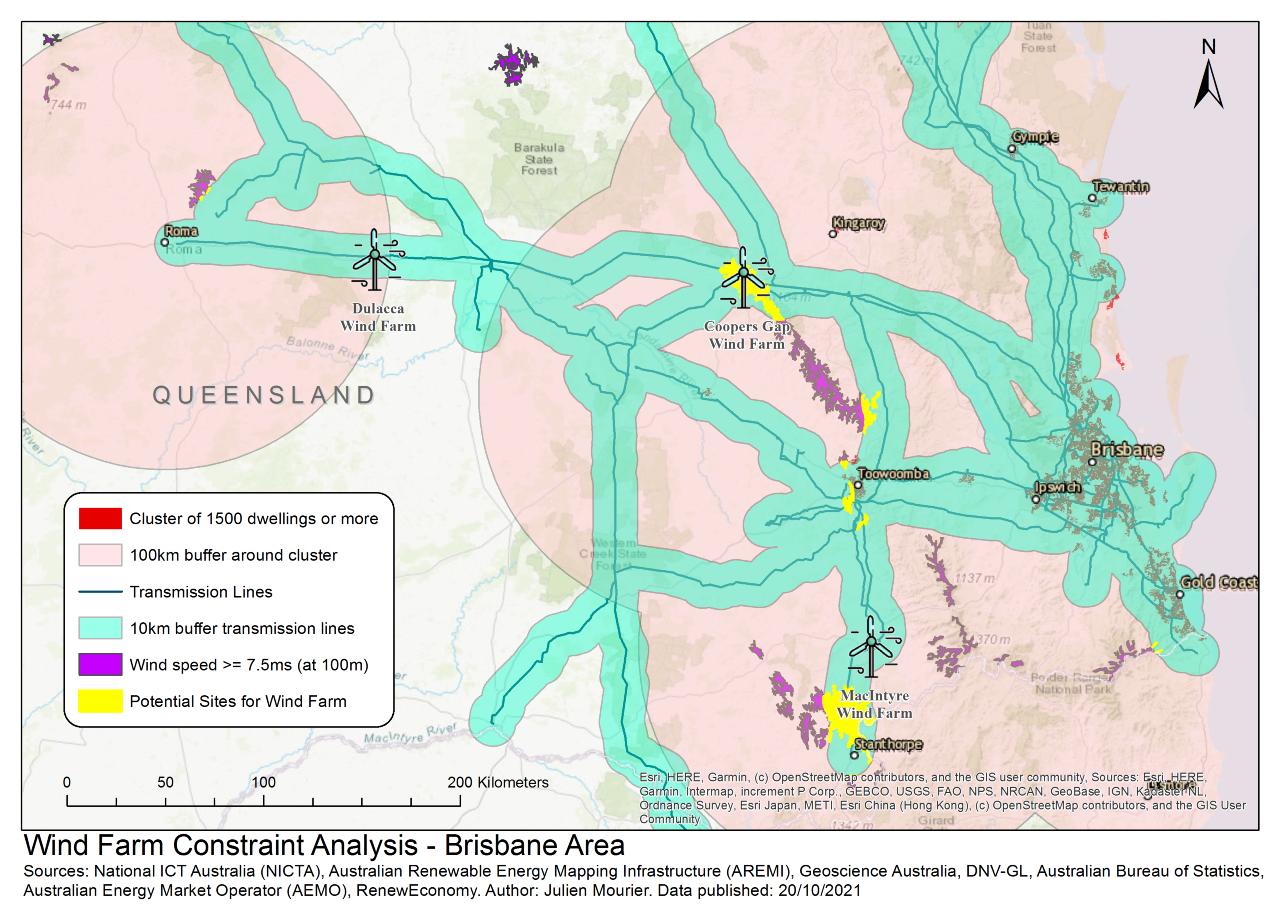 Tuan
State
Forest
N
742 m
744 m
Gympie
Barakula
State
Forest
Tewantin
Roma
Roma
Kingaroy
Dulacca
Wind Farm
Coopers Gap
Wind Farm
Balonne River
QUEENSLAND
Brisbane
River
Toowoomba
Ipswich
Cluster of 1500 dwellings or more
100km buffer around cluster
Transmission Lines
10km buffer transmission lines
Wind speed >= 7.5ms (at 100m)
Potential Sites for Wind Farm
Western
Creek State
Forest
1137 m
Gold Coast
370 m
Border Ranges
National Park
MacIntyre
Wind Farm
MacIntyre River
Stanthorpe
0 50 100 200 Kilometers
Lismore
Esri, HERE, Garmin, (c) OpenStreetMap contributors, and the GIS user community, Sources: Esri, HERE,
Garmin, Intermap, increment P Corp., GEBCO, USGS, FAO, NPS, NRCAN, GeoBase, IGN, Kadaster NL,
Ordnance Survey, Esri Japan, METI, Esri China (Hong Kong), (c) OpenStreetMap contributors, and the GIS User
Community
1342 m
Girard
Wind Farm Constraint Analysis - Brisbane Area
Sources: National ICT Australia (NICTA), Australian Renewable Energy Mapping Infrastructure (AREMI), Geoscience Australia, DNV-GL, Australian Bureau of Statistics,
Australian Energy Market Operator (AEMO), RenewEconomy. Author: Julien Mourier. Data published: 20/10/2021